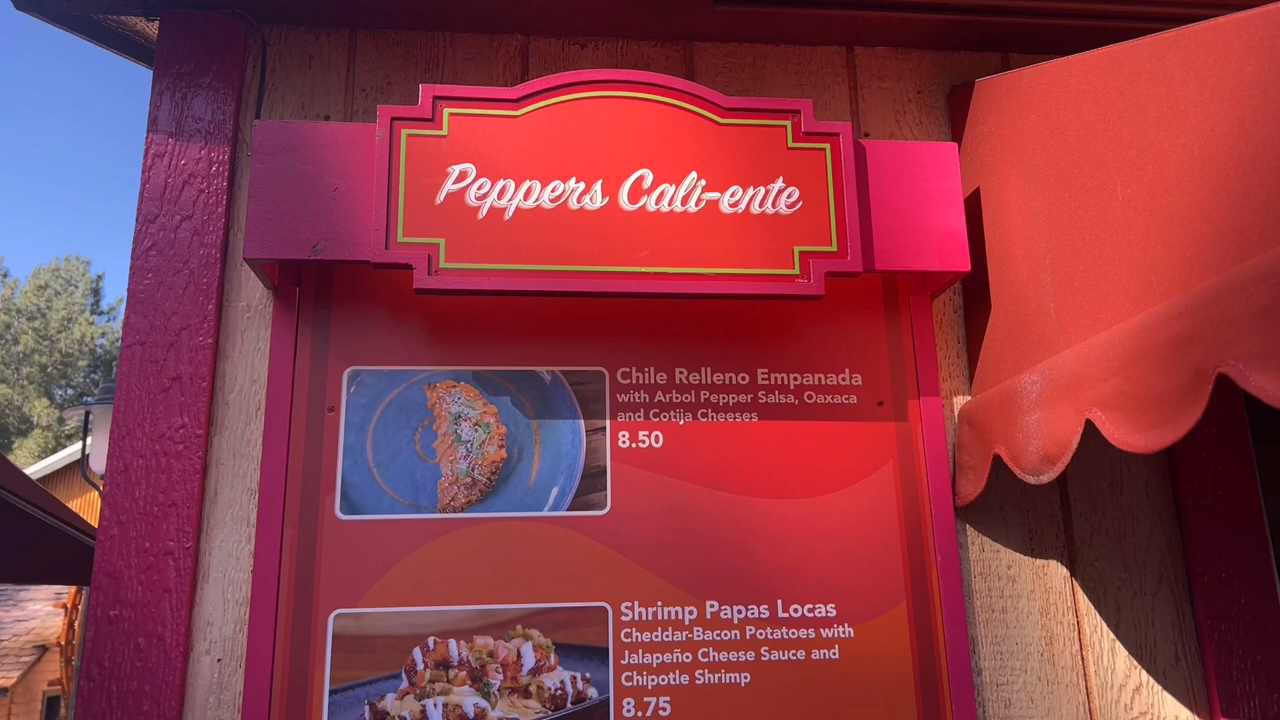 Peppers Cali-ente
Chile Relleno Empanada
with Arbol Pepper Salsa, Oaxaca
and Cotija Cheeses
8.50
Shrimp Papas Locas
Cheddar-Bacon Potatoes with
Jalapeño Cheese Sauce and
Chipotle Shrimp
8.75